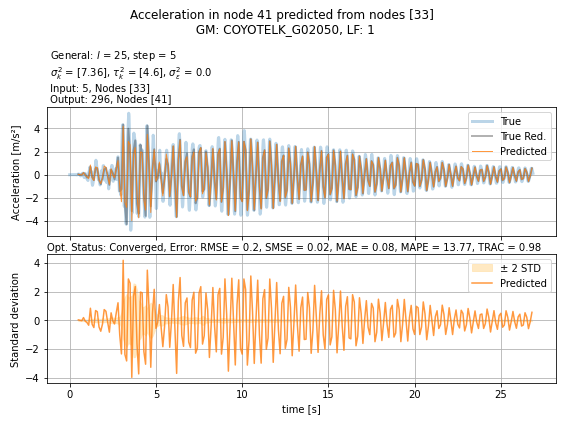 Acceleration in node 41 predicted from nodes [33]
GM: COYOTELK_G02050, LF: 1
General: l = 25, step = 5
σ²ₖ = [7.36], τ²ₖ = [4.6], σ²ε = 0.0
Input: 5, Nodes [33]
Output: 296, Nodes [41]
Acceleration [m/s²]
4
2
0
−2
−4
True
True Red.
Predicted
Opt. Status: Converged, Error: RMSE = 0.2, SMSE = 0.02, MAE = 0.08, MAPE = 13.77, TRAC = 0.98
Standard deviation
4
2
0
−2
−4
± 2 STD
Predicted
0
5
10
15
20
25
time [s]